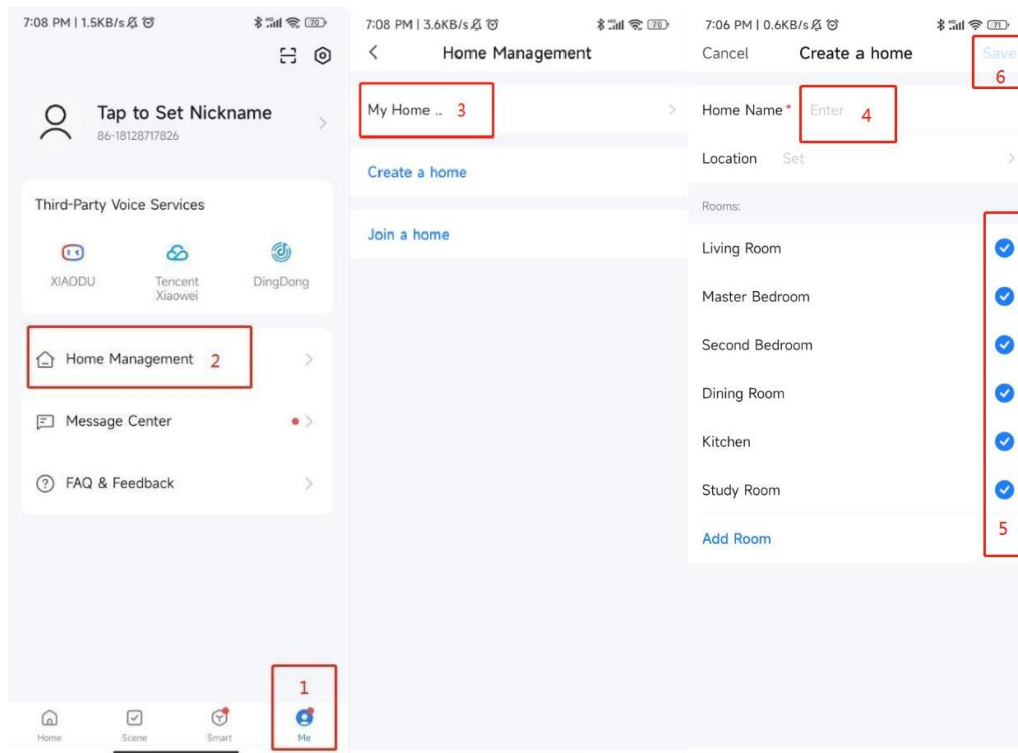 7:08 PM | 1.5KB/s
70
Tap to Set Nickname
86-18128717826
Third-Party Voice Services
XIAODU
Tencent
Xiaowei
DingDong
Home Management 2
Message Center
FAQ & Feedback
1
Home
Scene
Smart
Me
7:08 PM | 3.6KB/s
70
Home Management
My Home .. 3
Create a home
Join a home
7:06 PM | 0.6KB/s
71
Cancel
Create a home
Save
6
Home Name* Enter 4
Location Set
Rooms:
Living Room
Master Bedroom
Second Bedroom
Dining Room
Kitchen
Study Room
5
Add Room